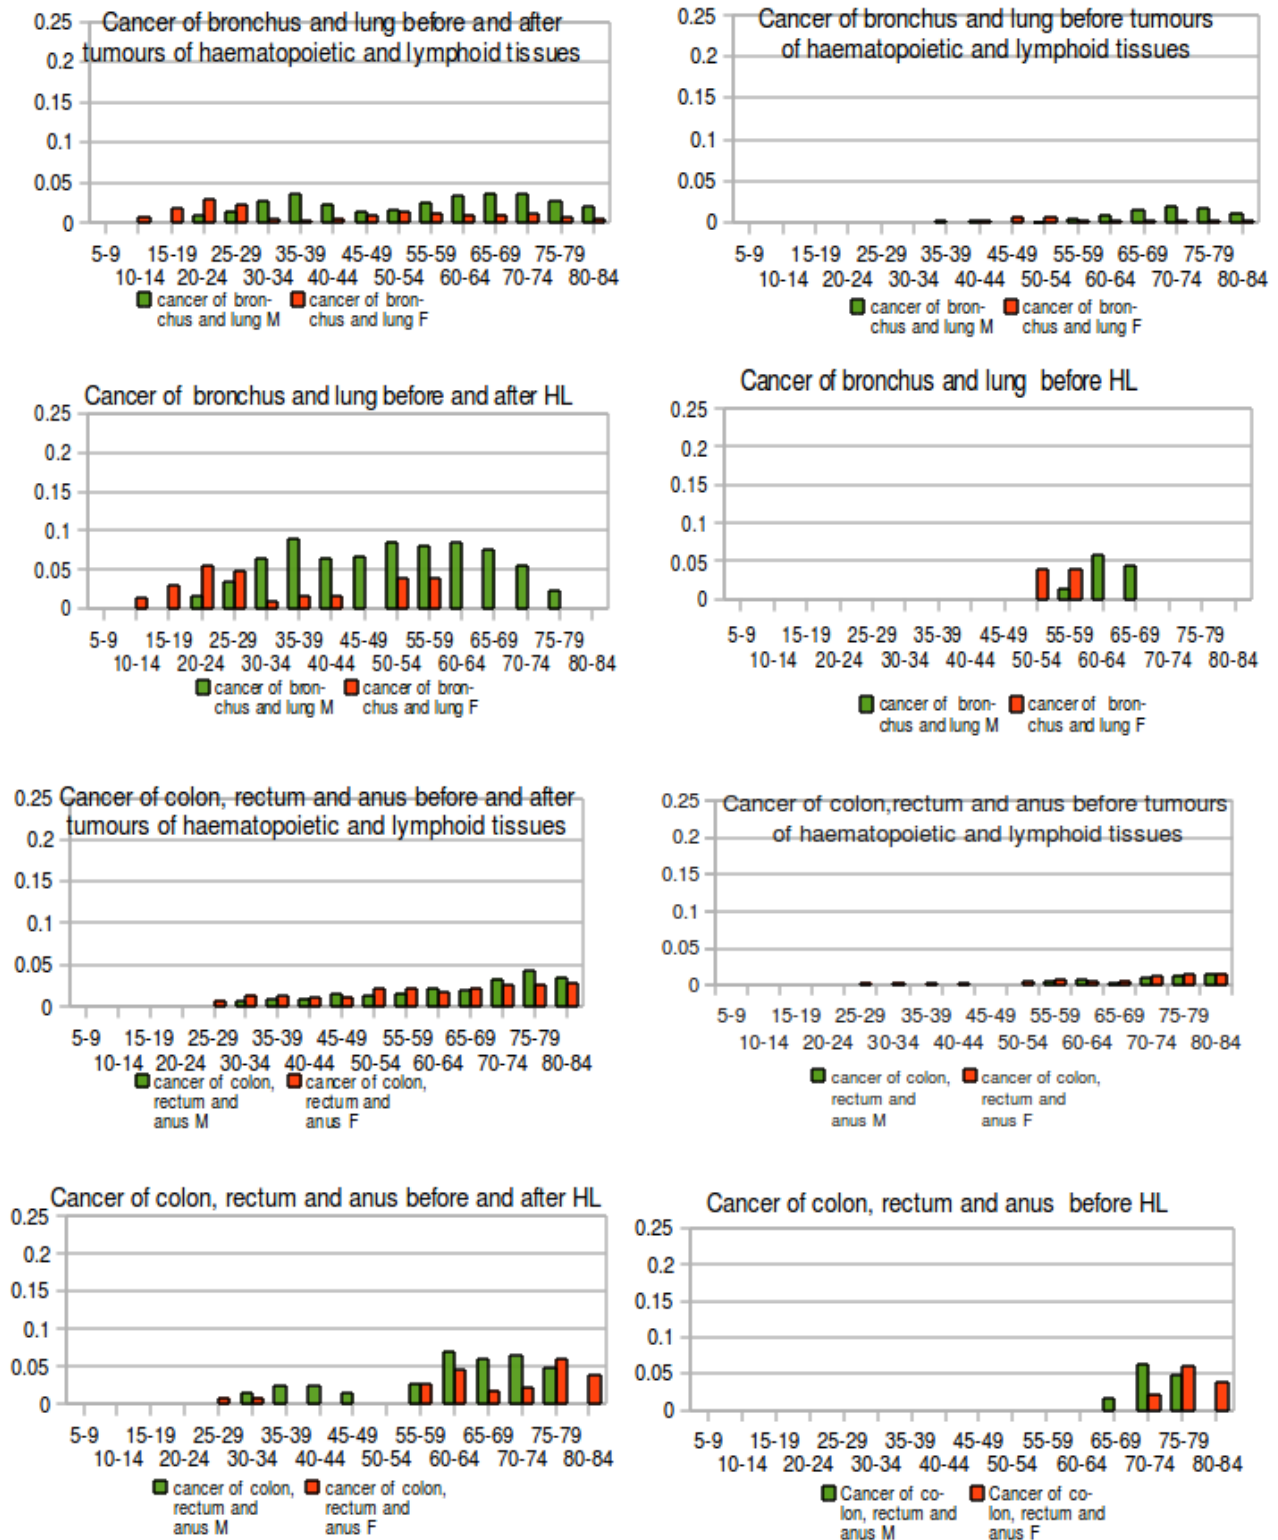 Cancer of bronchus and lung before and after
tumours of haematopoietic and lymphoid tissues
0.25
0.2
0.15
0.1
0.05
0
5-9 15-19 25-29 35-39 45-49 55-59 65-69 75-79
10-14 20-24 30-34 40-44 50-54 60-64 70-74 80-84
cancer of bron- cancer of bron-
chus and lung M chus and lung F
Cancer of bronchus and lung before tumours
of haematopoietic and lymphoid tissues
0.25
0.2
0.15
0.1
0.05
0
5-9 15-19 25-29 35-39 45-49 55-59 65-69 75-79
10-14 20-24 30-34 40-44 50-54 60-64 70-74 80-84
cancer of bron- cancer of bron-
chus and lung M chus and lung F
Cancer of bronchus and lung before and after HL
0.25
0.2
0.15
0.1
0.05
0
5-9 15-19 25-29 35-39 45-49 55-59 65-69 75-79
10-14 20-24 30-34 40-44 50-54 60-64 70-74 80-84
cancer of bron- cancer of bron-
chus and lung M chus and lung F
Cancer of bronchus and lung before HL
0.25
0.2
0.15
0.1
0.05
0
5-9 15-19 25-29 35-39 45-49 55-59 65-69 75-79
10-14 20-24 30-34 40-44 50-54 60-64 70-74 80-84
cancer of bron- cancer of bron-
chus and lung M chus and lung F
Cancer of colon, rectum and anus before and after
tumours of haematopoietic and lymphoid tissues
0.25
0.2
0.15
0.1
0.05
0
5-9 15-19 25-29 35-39 45-49 55-59 65-69 75-79
10-14 20-24 30-34 40-44 50-54 60-64 70-74 80-84
cancer of colon, cancer of colon,
rectum and rectum and
anus M anus F
Cancer of colon,rectum and anus before tumours
of haematopoietic and lymphoid tissues
0.25
0.2
0.15
0.1
0.05
0
5-9 15-19 25-29 35-39 45-49 55-59 65-69 75-79
10-14 20-24 30-34 40-44 50-54 60-64 70-74 80-84
cancer of colon, cancer of colon,
rectum and rectum and
anus M anus F
Cancer of colon, rectum and anus before and after HL
0.25
0.2
0.15
0.1
0.05
0
5-9 15-19 25-29 35-39 45-49 55-59 65-69 75-79
10-14 20-24 30-34 40-44 50-54 60-64 70-74 80-84
cancer of colon, cancer of colon,
rectum and rectum and
anus M anus F
Cancer of colon, rectum and anus before HL
0.25
0.2
0.15
0.1
0.05
0
5-9 15-19 25-29 35-39 45-49 55-59 65-69 75-79
10-14 20-24 30-34 40-44 50-54 60-64 70-74 80-84
Cancer of co- Cancer of co-
lon, rectum and lon, rectum and
anus M anus F